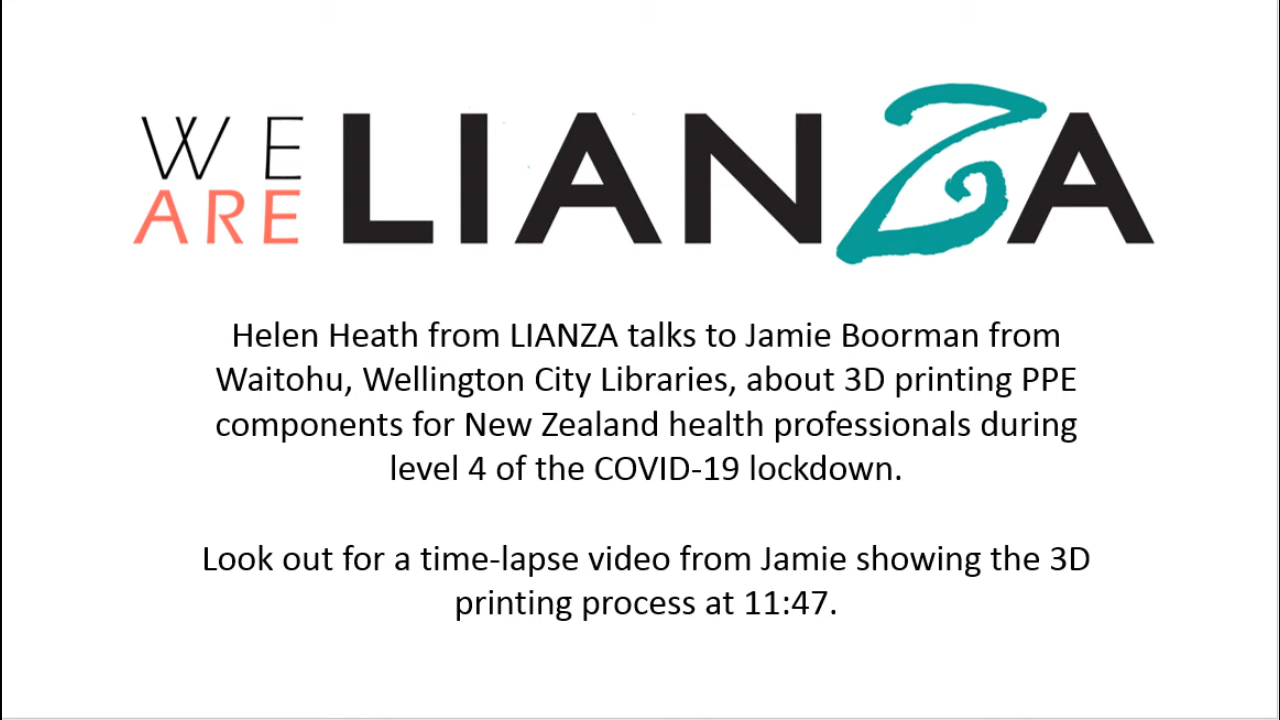 WE
ARE
LIANZA
Helen Heath from LIANZA talks to Jamie Boorman from
Waitohu, Wellington City Libraries, about 3D printing PPE
components for New Zealand health professionals during
level 4 of the COVID-19 lockdown.
Look out for a time-lapse video from Jamie showing the 3D
printing process at 11:47.